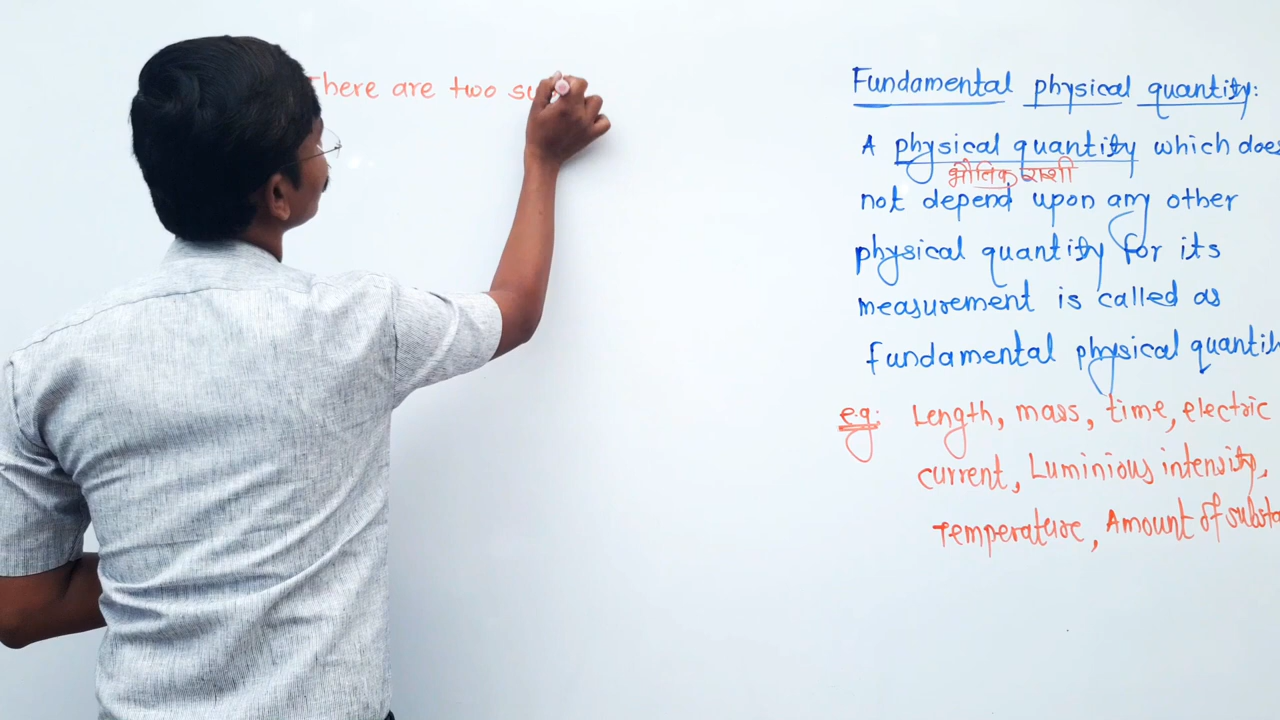 There are two su
Fundamental physical quantity:
A physical quantity which does
भौतिक राशी
not depend upon any other
physical quantity for its
measurement is called as
fundamental physical quantit
e.g: Length, mass, time, electric
current, Luminious intensity,
Temperature, Amount of substa